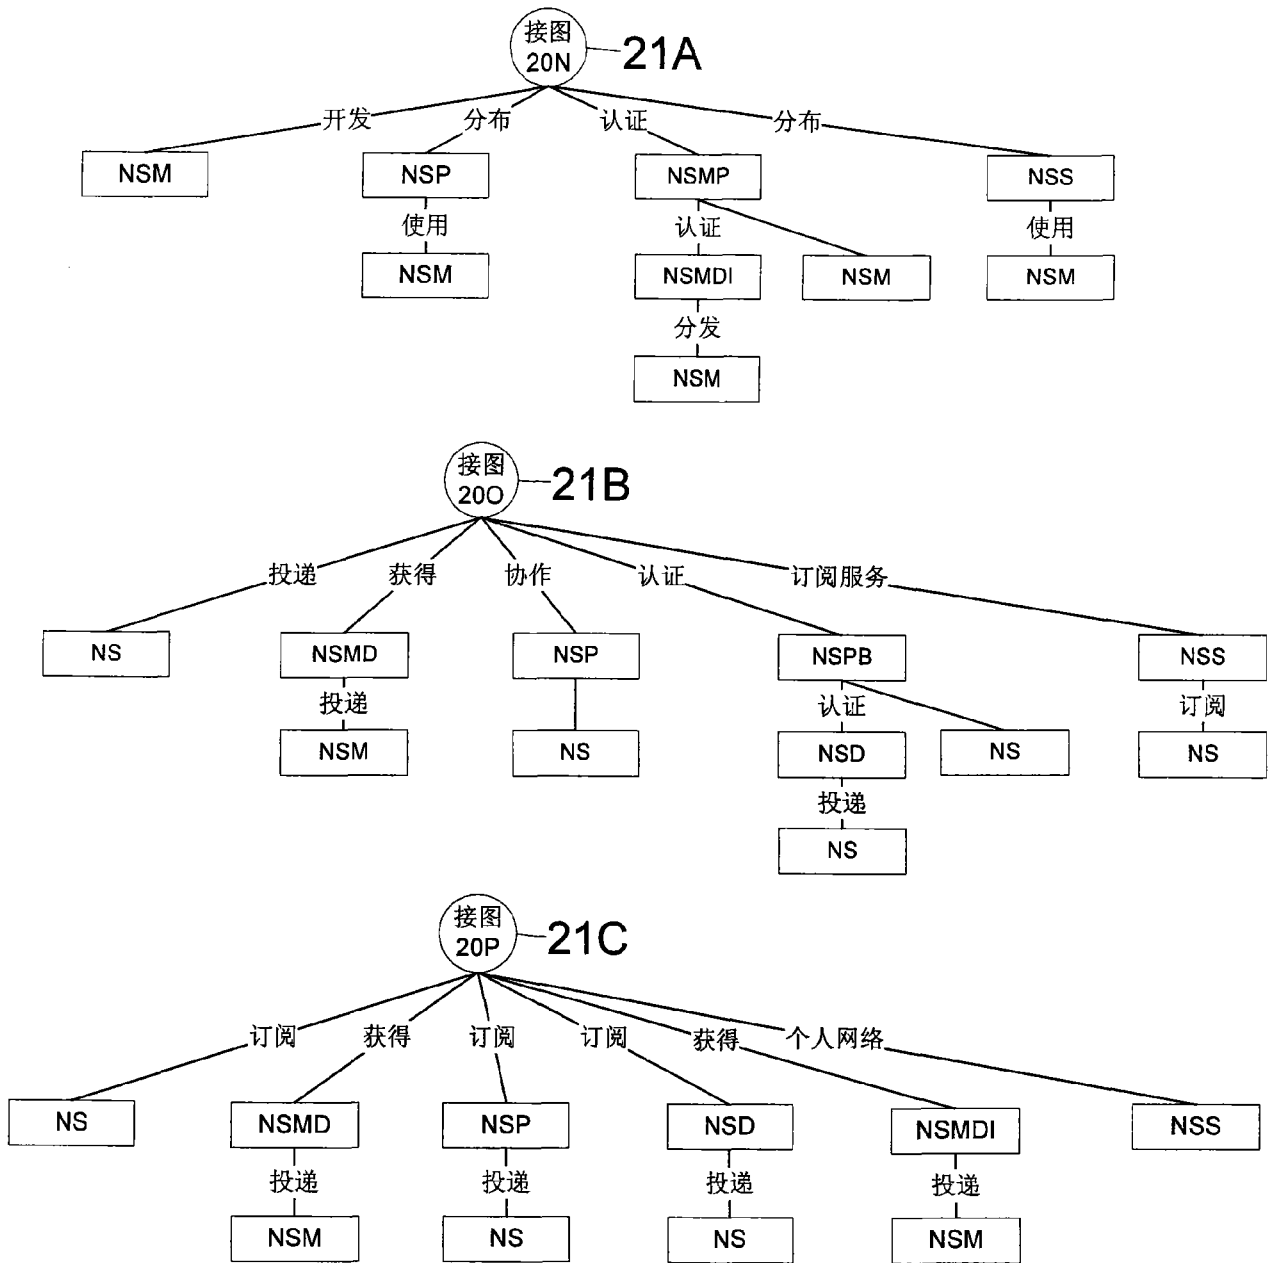 接图
20N
21A
开发
分布
认证
分布
NSM
NSP
NSMP
NSS
使用
认证
使用
NSM
NSMDI
NSM
NSM
分发
NSM
接图
20O
21B
投递
获得
协作
认证
订阅服务
NS
NSMD
NSP
NSPB
NSS
投递
认证
订阅
NSM
NS
NSD
NS
NS
投递
NS
接图
20P
21C
订阅
获得
订阅
订阅
获得
个人网络
NS
NSMD
NSP
NSD
NSMDI
NSS
投递
投递
投递
投递
NSM
NS
NS
NSM